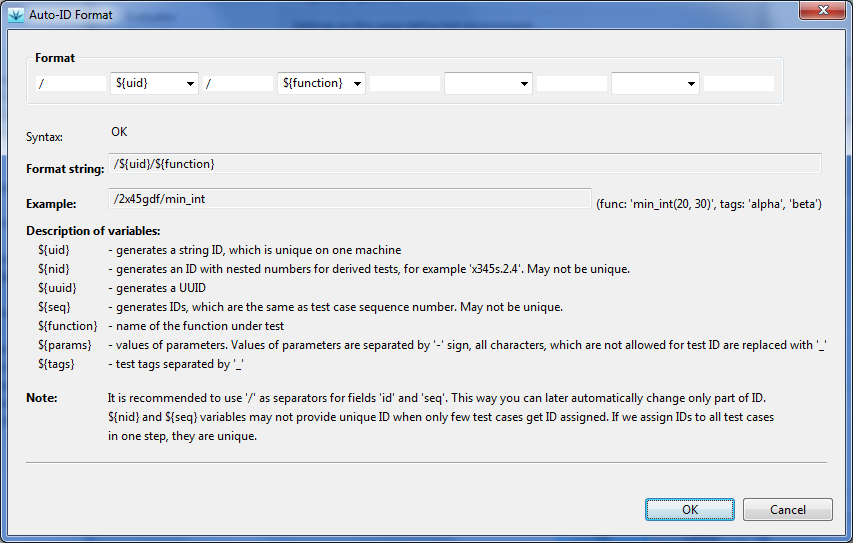 Auto-ID Format
Format
/ ${uid} / ${function}
Syntax: OK
Format string: /${uid}/${function}
Example: /2x45gdf/min_int (func: 'min_int(20, 30)', tags: 'alpha', 'beta')
Description of variables:
${uid} - generates a string ID, which is unique on one machine
${nid} - generates an ID with nested numbers for derived tests, for example 'x345s.2.4'. May not be unique.
${uuid} - generates a UUID
${seq} - generates IDs, which are the same as test case sequence number. May not be unique.
${function} - name of the function under test
${params} - values of parameters. Values of parameters are separated by '-' sign, all characters, which are not allowed for test ID are replaced with '_'
${tags} - test tags separated by '_'
Note: It is recommended to use '/' as separators for fields 'id' and 'seq'. This way you can later automatically change only part of ID.
${nid} and ${seq} variables may not provide unique ID when only few test cases get ID assigned. If we assign IDs to all test cases
in one step, they are unique.
OK Cancel